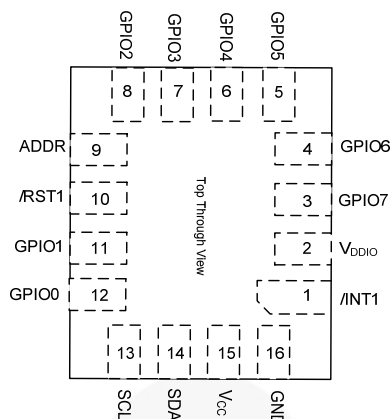 GPIO2
GPIO3
GPIO4
GPIO5
8
7
6
5
ADDR
9
4
GPIO6
/RST1
10
3
GPIO7
Top Through View
GPIO1
11
2
VDDIO
GPIO0
12
1
/INT1
13
14
15
16
SCL
SDA
VCC
GND